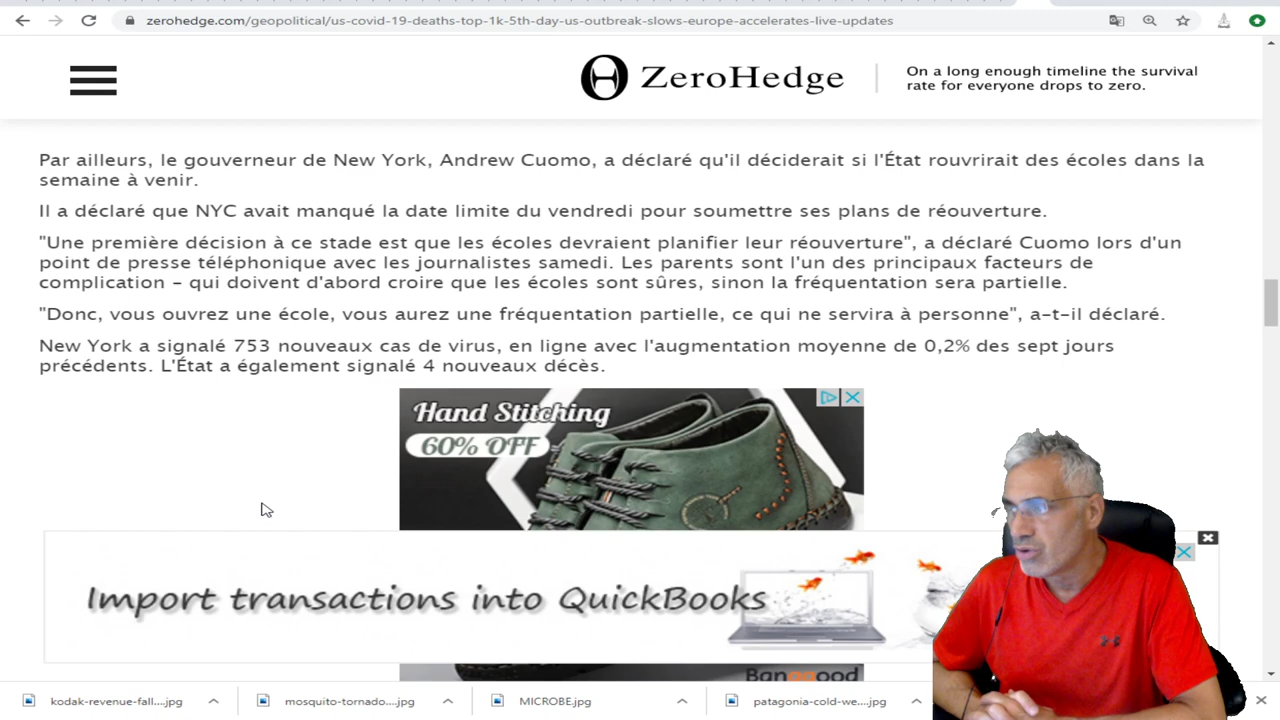 zerohedge.com/geopolitical/us-covid-19-deaths-top-1k-5th-day-us-outbreak-slows-europe-accelerates-live-updates
ZeroHedge
On a long enough timeline the survival
rate for everyone drops to zero.
Par ailleurs, le gouverneur de New York, Andrew Cuomo, a déclaré qu'il déciderait si l'État rouvrirait des écoles dans la
semaine à venir.
Il a déclaré que NYC avait manqué la date limite du vendredi pour soumettre ses plans de réouverture.
"Une première décision à ce stade est que les écoles devraient planifier leur réouverture", a déclaré Cuomo lors d'un
point de presse téléphonique avec les journalistes samedi. Les parents sont l'un des principaux facteurs de
complication – qui doivent d'abord croire que les écoles sont sûres, sinon la fréquentation sera partielle.
"Donc, vous ouvrez une école, vous aurez une fréquentation partielle, ce qui ne servira à personne", a-t-il déclaré.
New York a signalé 753 nouveaux cas de virus, en ligne avec l'augmentation moyenne de 0,2% des sept jours
précédents. L'État a également signalé 4 nouveaux décès.
Hand Stitching
60% OFF
Import transactions into QuickBooks
Banggood
kodak-revenue-fall....jpg
mosquito-tornado....jpg
MICROBE.jpg
patagonia-cold-we....jpg